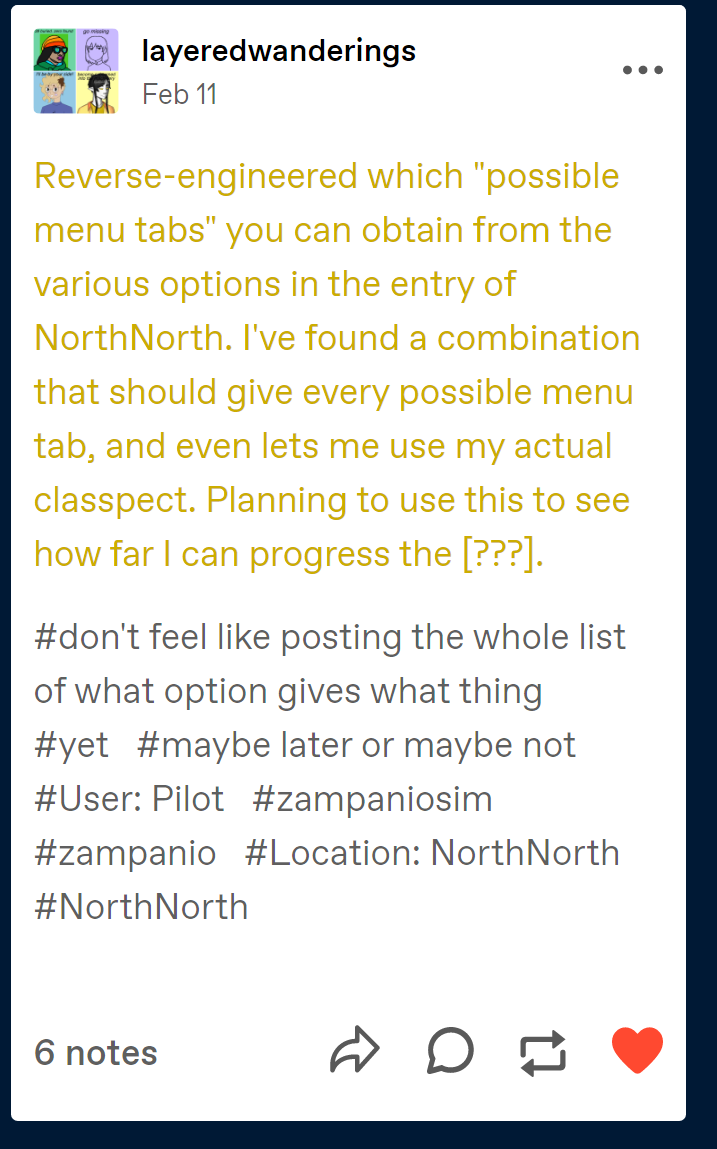 layeredwanderings
Feb 11
Reverse-engineered which "possible
menu tabs" you can obtain from the
various options in the entry of
NorthNorth. I've found a combination
that should give every possible menu
tab, and even lets me use my actual
classpect. Planning to use this to see
how far I can progress the [???].
#don't feel like posting the whole list
of what option gives what thing
#yet #maybe later or maybe not
#User: Pilot #zampaniosim
#zampanio #Location: NorthNorth
#NorthNorth
6 notes